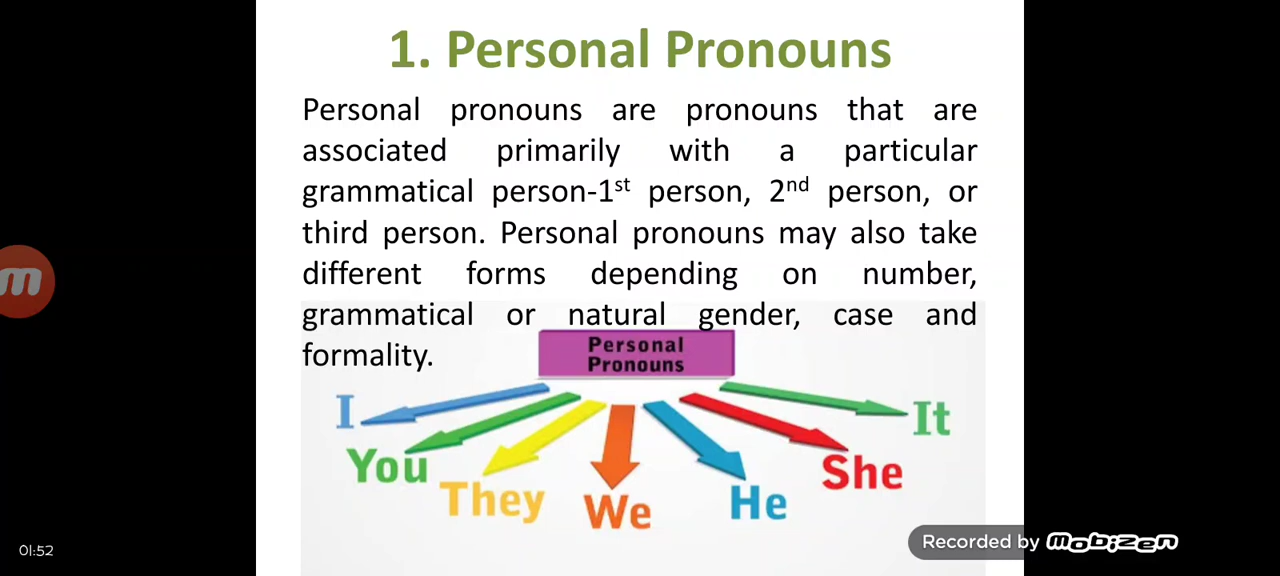 1. Personal Pronouns
Personal pronouns are pronouns that are
associated primarily with a particular
grammatical person-1st person, 2nd person, or
third person. Personal pronouns may also take
different forms depending on number,
grammatical or natural gender, case and
formality.
Personal
Pronouns
I
You
They
We
He
She
It
01:52
Recorded by mobizen